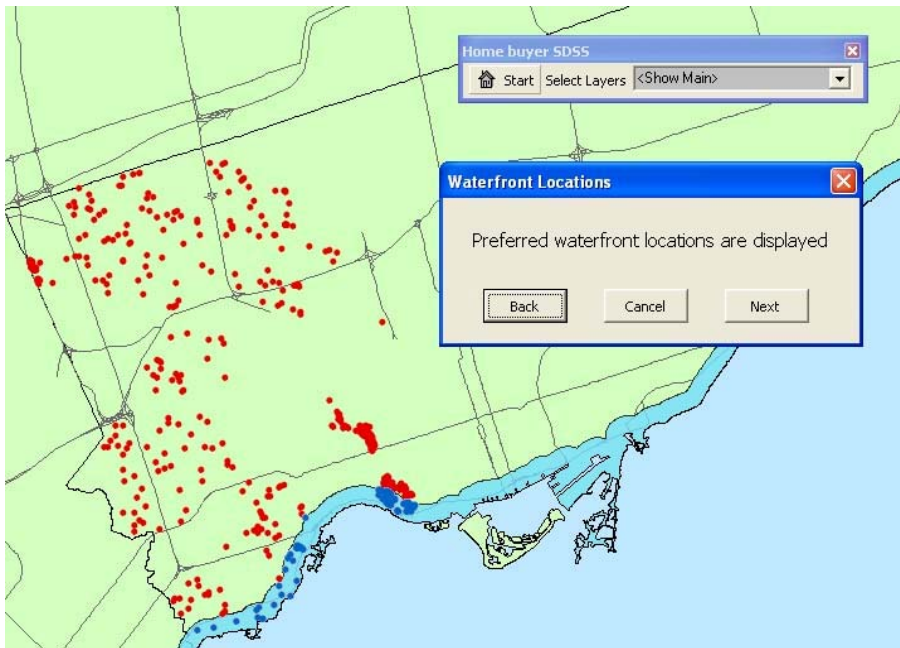 Home buyer SDSS
Start Select Layers <Show Main>
Waterfront Locations
Preferred waterfront locations are displayed
Back Cancel Next